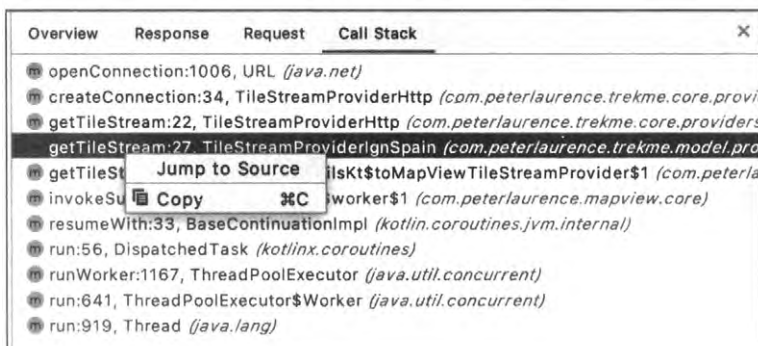 Overview Response Request Call Stack ×
m openConnection:1006, URL (java.net)
m createConnection:34, TileStreamProviderHttp (com.peterlaurence.trekme.core.provi
m getTileStream:22, TileStreamProviderHttp (com.peterlaurence.trekme.core.providers
getTileStream:27, TileStreamProviderIgnSpain (com.peterlaurence.trekme.model.pro
m getTileSt ilsKt$toMapViewTileStreamProvider$1 (com.peterla
Jump to Source
m invokeSu $worker$1 (com.peterlaurence.mapview.core)
Copy ⌘C
m resumeWith:33, BaseContinuationImpl (kotlin.coroutines.jvm.internal)
m run:56, DispatchedTask (kotlinx.coroutines)
m runWorker:1167, ThreadPoolExecutor (java.util.concurrent)
m run:641, ThreadPoolExecutor$Worker (java.util.concurrent)
m run:919, Thread (java.lang)